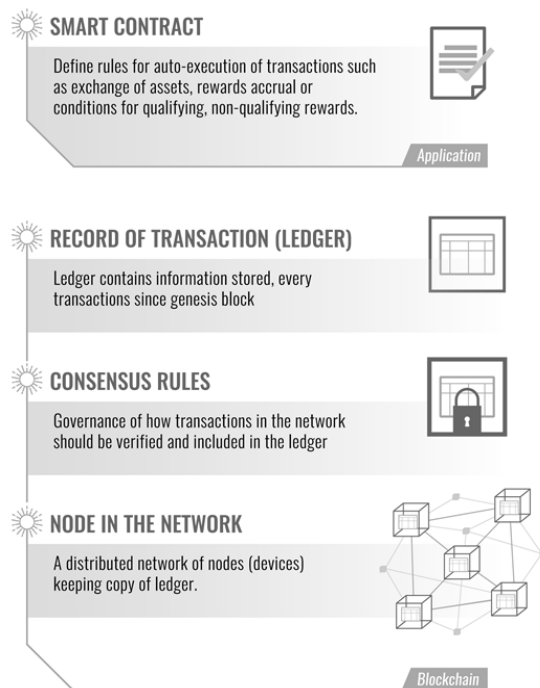 SMART CONTRACT
Define rules for auto-execution of transactions such
as exchange of assets, rewards accrual or
conditions for qualifying, non-qualifying rewards.
Application
RECORD OF TRANSACTION (LEDGER)
Ledger contains information stored, every
transactions since genesis block
CONSENSUS RULES
Governance of how transactions in the network
should be verified and included in the ledger
NODE IN THE NETWORK
A distributed network of nodes (devices)
keeping copy of ledger.
Blockchain